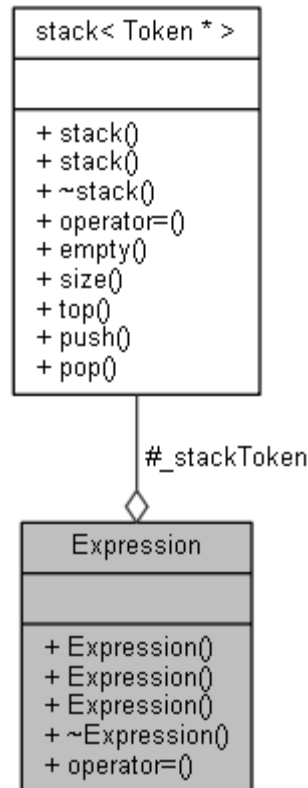 stack< Token * >
+ stack()
+ stack()
+ ~stack()
+ operator=()
+ empty()
+ size()
+ top()
+ push()
+ pop()
#_stackToken
Expression
+ Expression()
+ Expression()
+ Expression()
+ ~Expression()
+ operator=()